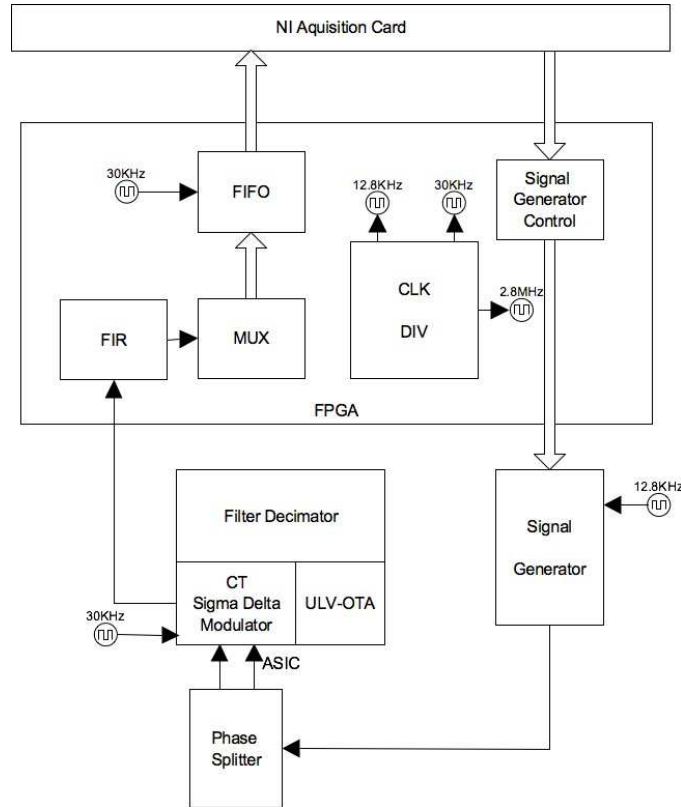 NI Aquisition Card
30KHz
FIFO
12.8KHz
30KHz
Signal
Generator
Control
CLK
DIV
2.8MHz
FIR
MUX
FPGA
Filter Decimator
12.8KHz
Signal
Generator
CT
Sigma Delta
Modulator
ULV-OTA
30KHz
ASIC
Phase
Splitter